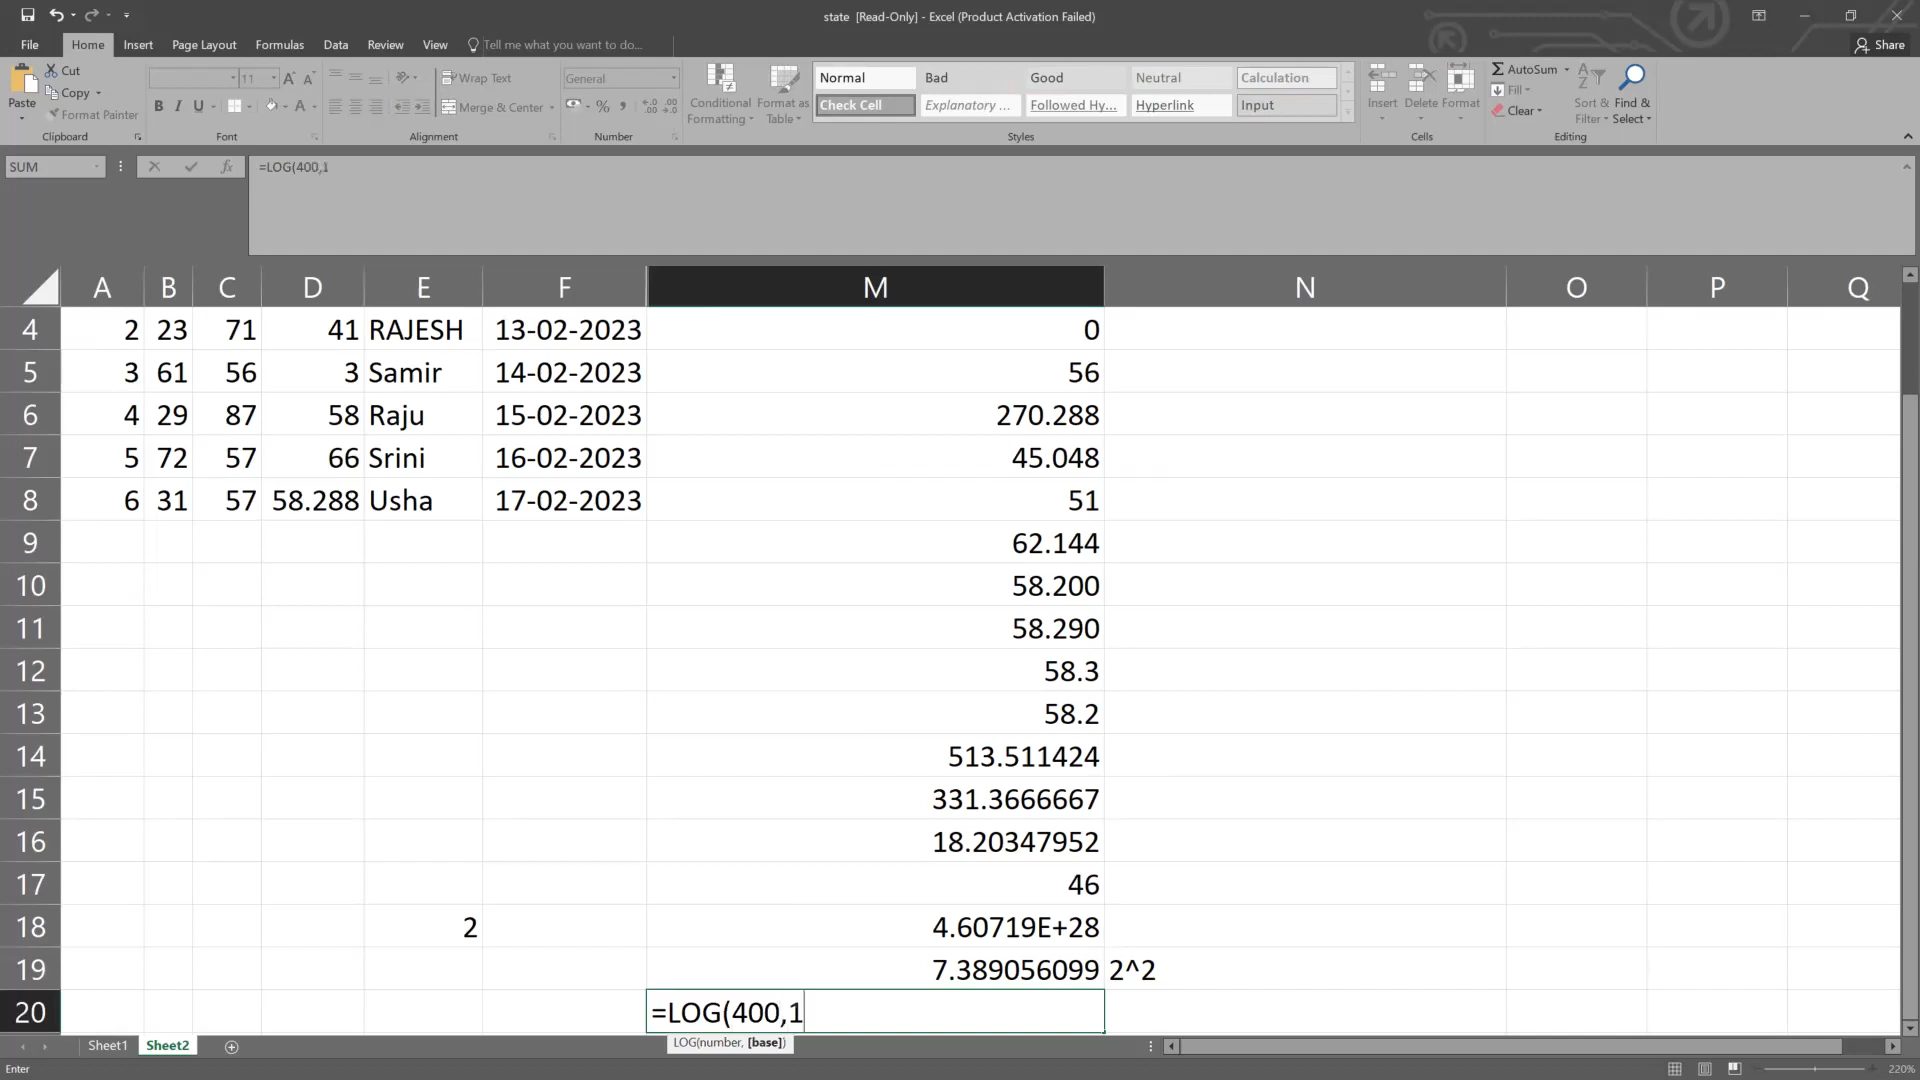 state [Read-Only] - Excel (Product Activation Failed)
File Home Insert Page Layout Formulas Data Review View Tell me what you want to do... Share
Paste Cut Copy Format Painter
Clipboard
11
B I U A
Font
Wrap Text
Merge & Center
Alignment
General
%
Number
Conditional Formatting
Format as Table
Normal Bad Good Neutral Calculation
Check Cell Explanatory ... Followed Hy... Hyperlink Input
Styles
Insert Delete Format
Cells
AutoSum
Fill
Clear
Sort & Filter
Find & Select
Editing
SUM fx =LOG(400,1
A B C D E F M N O P Q
4 2 23 71 41 RAJESH 13-02-2023 0
5 3 61 56 3 Samir 14-02-2023 56
6 4 29 87 58 Raju 15-02-2023 270.288
7 5 72 57 66 Srini 16-02-2023 45.048
8 6 31 57 58.288 Usha 17-02-2023 51
9 62.144
10 58.200
11 58.290
12 58.3
13 58.2
14 513.511424
15 331.3666667
16 18.20347952
17 46
18 2 4.60719E+28
19 7.389056099 2^2
20 =LOG(400,1
LOG(number, [base])
Sheet1 Sheet2
Enter 220%